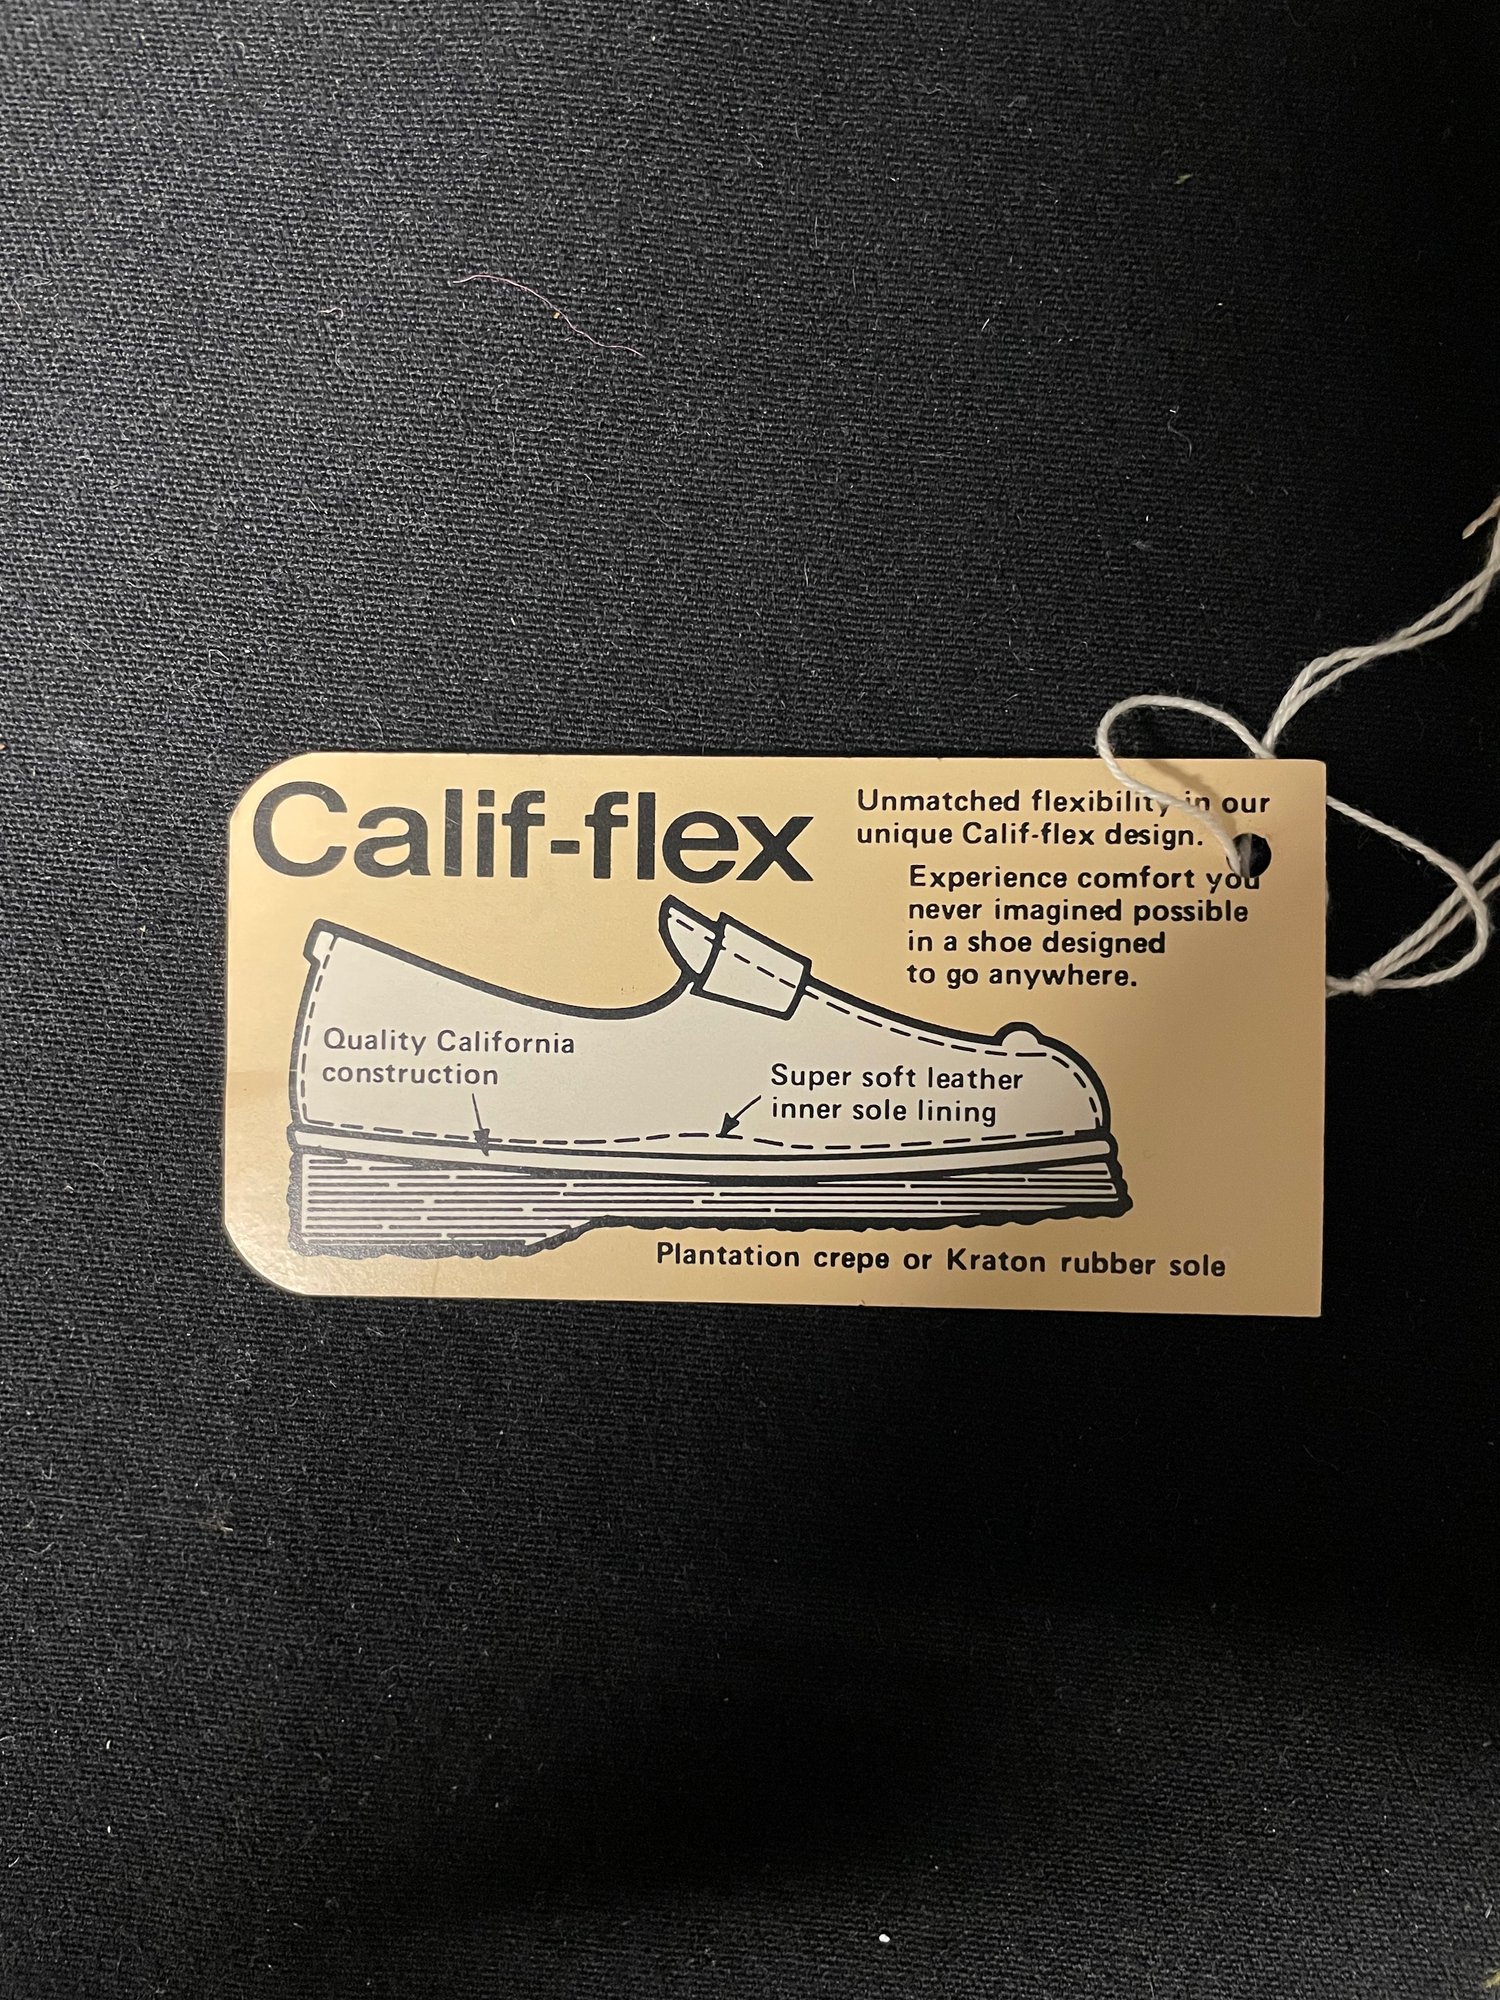 Calif-flex
Unmatched flexibility in our
unique Calif-flex design.
Experience comfort you
never imagined possible
in a shoe designed
to go anywhere.
Quality California
construction
Super soft leather
inner sole lining
Plantation crepe or Kraton rubber sole